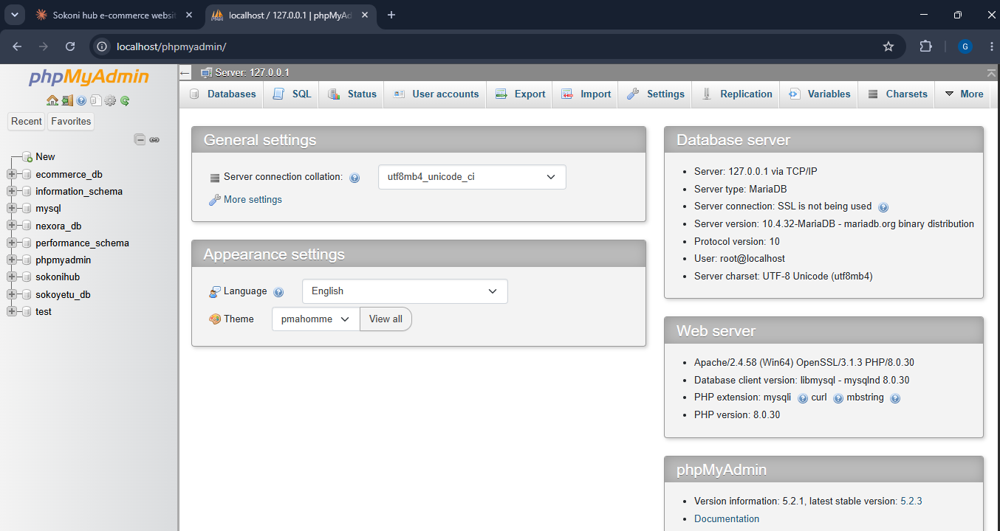 Sokoni hub e-commerce websit
localhost / 127.0.0.1 | phpMyAd
localhost/phpmyadmin/
G
phpMyAdmin
Recent Favorites
New
ecommerce_db
information_schema
mysql
nexora_db
performance_schema
phpmyadmin
sokonihub
sokoyetu_db
test
Server: 127.0.0.1
Databases SQL Status User accounts Export Import Settings Replication Variables Charsets More
General settings
Server connection collation: utf8mb4_unicode_ci
More settings
Appearance settings
Language English
Theme pmahomme View all
Database server
Server: 127.0.0.1 via TCP/IP
Server type: MariaDB
Server connection: SSL is not being used
Server version: 10.4.32-MariaDB - mariadb.org binary distribution
Protocol version: 10
User: root@localhost
Server charset: UTF-8 Unicode (utf8mb4)
Web server
Apache/2.4.58 (Win64) OpenSSL/3.1.3 PHP/8.0.30
Database client version: libmysql - mysqlnd 8.0.30
PHP extension: mysqli curl mbstring
PHP version: 8.0.30
phpMyAdmin
Version information: 5.2.1, latest stable version: 5.2.3
Documentation